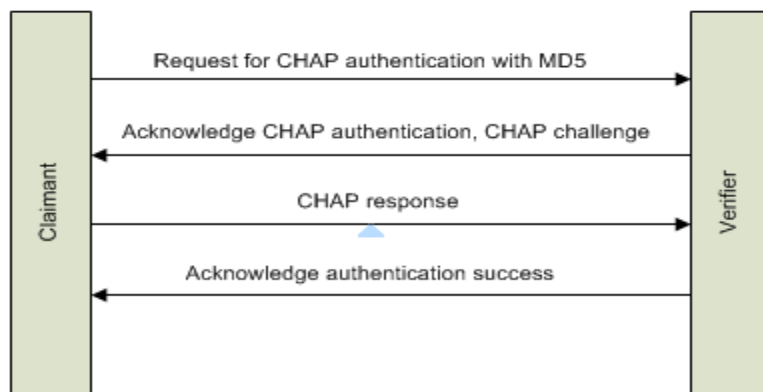 Request for CHAP authentication with MD5
Acknowledge CHAP authentication, CHAP challenge
Claimant
Verifier
CHAP response
Acknowledge authentication success